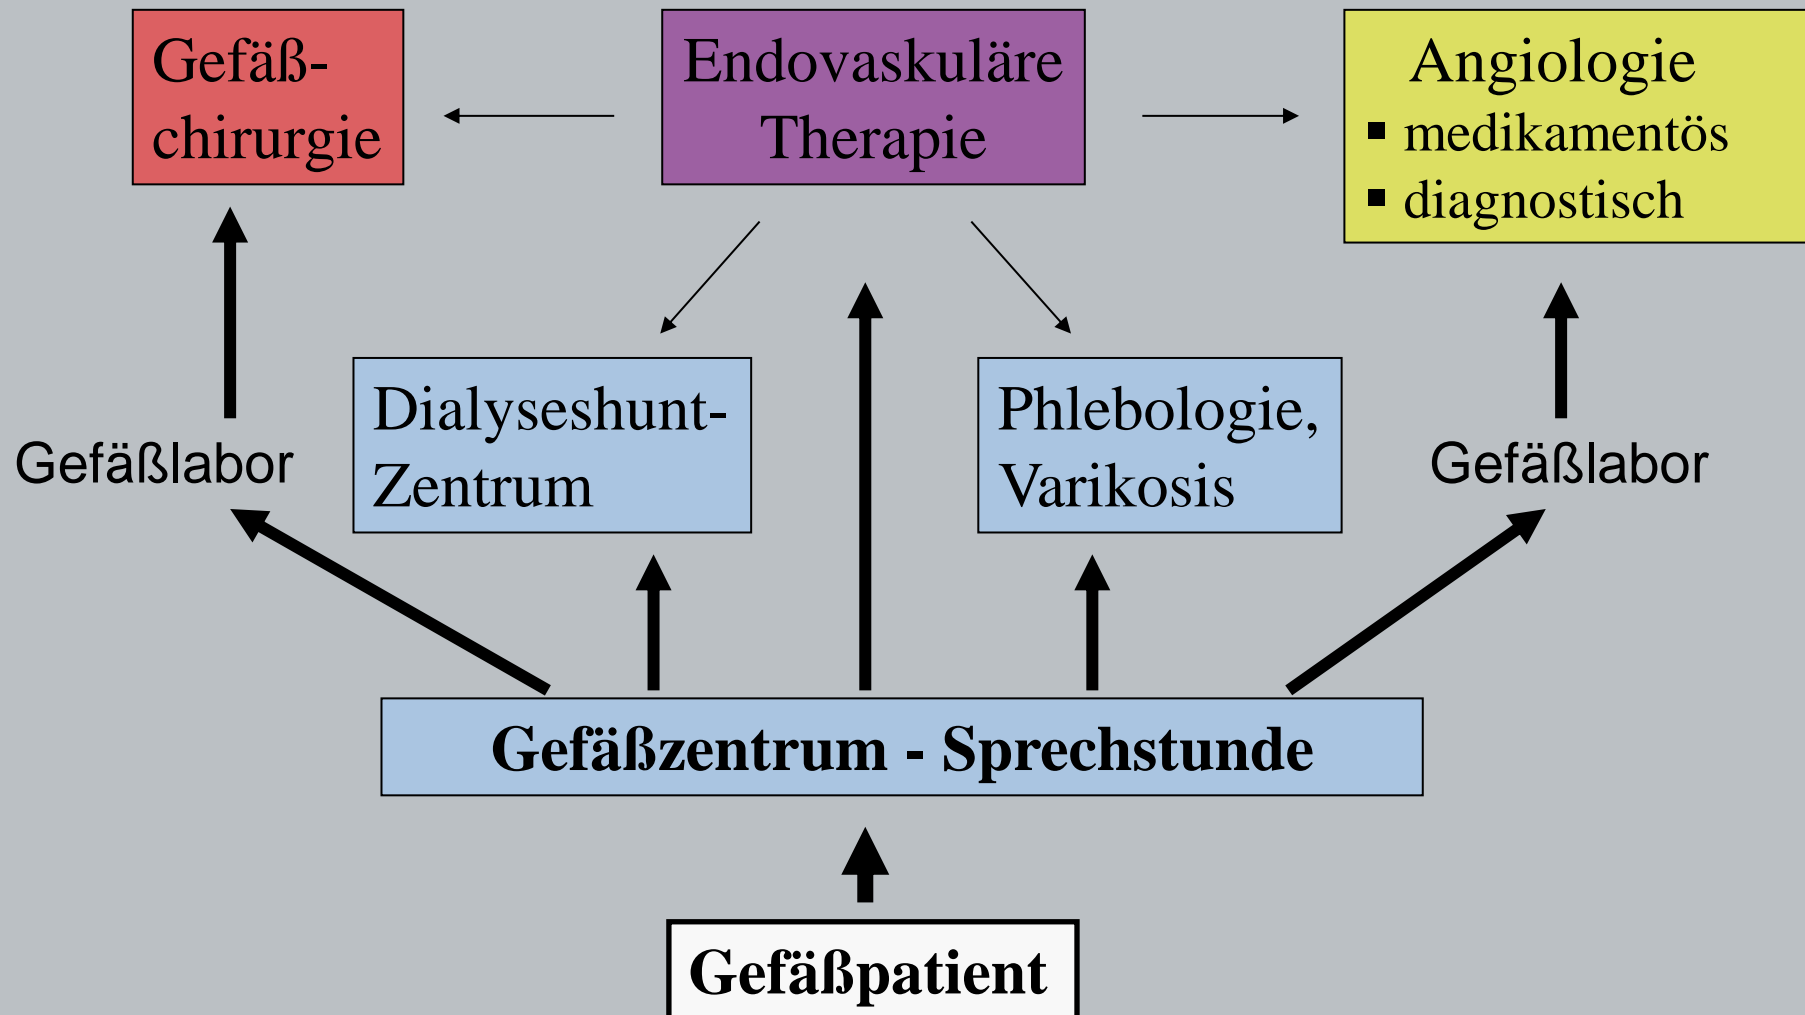 Gefäß-
chirurgie
Endovaskuläre
Therapie
Angiologie
▪ medikamentös
▪ diagnostisch
Gefäßlabor
Dialyseshunt-
Zentrum
Phlebologie,
Varikosis
Gefäßlabor
Gefäßzentrum - Sprechstunde
Gefäßpatient